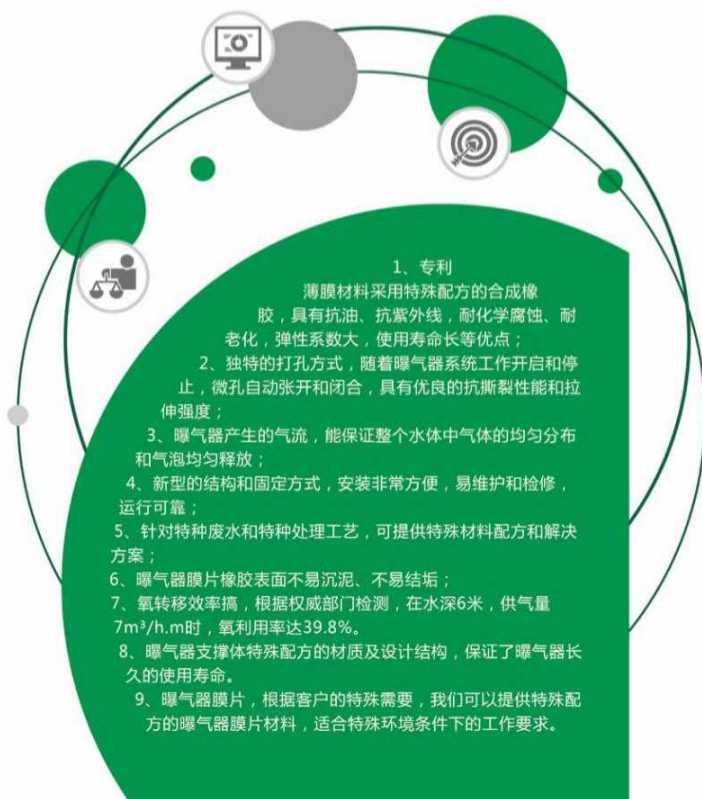 1、专利
薄膜材料采用特殊配方的合成橡
胶，具有抗油、抗紫外线，耐化学腐蚀、耐
老化，弹性系数大，使用寿命长等优点；
2、独特的打孔方式，随着曝气器系统工作开启和停
止，微孔自动张开和闭合，具有优良的抗撕裂性能和拉
伸强度；
3、曝气器产生的气流，能保证整个水体中气体的均匀分布
和气泡均匀释放；
4、新型的结构和固定方式，安装非常方便，易维护和检修，
运行可靠；
5、针对特种废水和特种处理工艺，可提供特殊材料配方和解决
方案；
6、曝气器膜片橡胶表面不易沉泥、不易结垢；
7、氧转移效率搞，根据权威部门检测，在水深6米，供气量
7m³/h.m时，氧利用率达39.8%。
8、曝气器支撑体特殊配方的材质及设计结构，保证了曝气器长
久的使用寿命。
9、曝气器膜片，根据客户的特殊需要，我们可以提供特殊配
方的曝气器膜片材料，适合特殊环境条件下的工作要求。